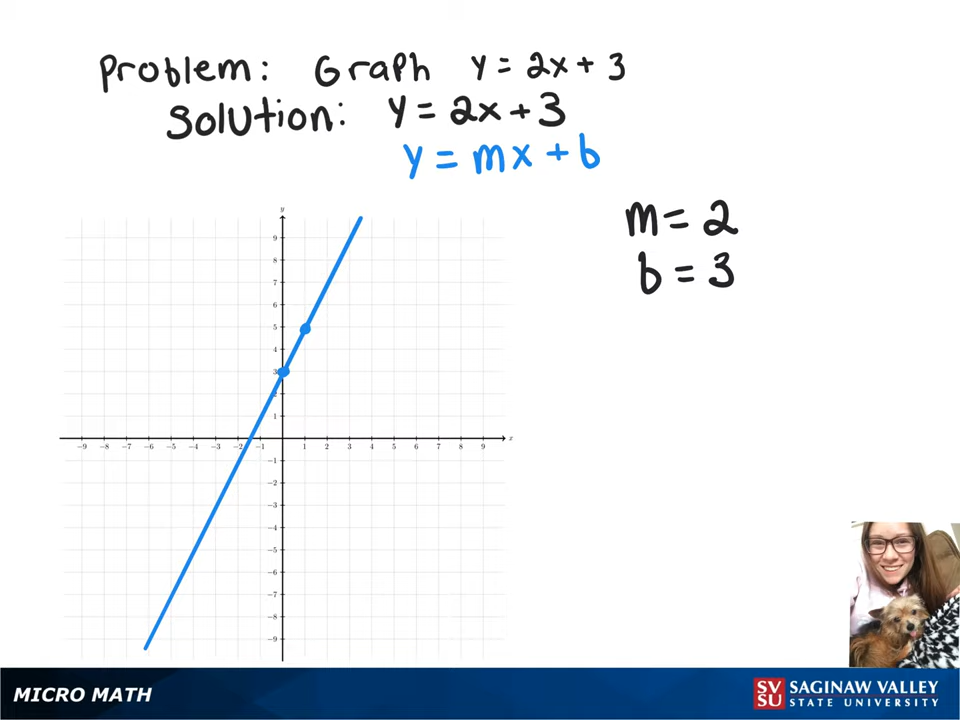 Problem: Graph y = 2x + 3
Solution: y = 2x + 3
y = mx + b
m = 2
b = 3
y
9
8
7
6
5
4
3
2
1
-9 -8 -7 -6 -5 -4 -3 -2 -1 1 2 3 4 5 6 7 8 9 x
-1
-2
-3
-4
-5
-6
-7
-8
-9
MICRO MATH
SV SU
SAGINAW VALLEY
STATE UNIVERSITY